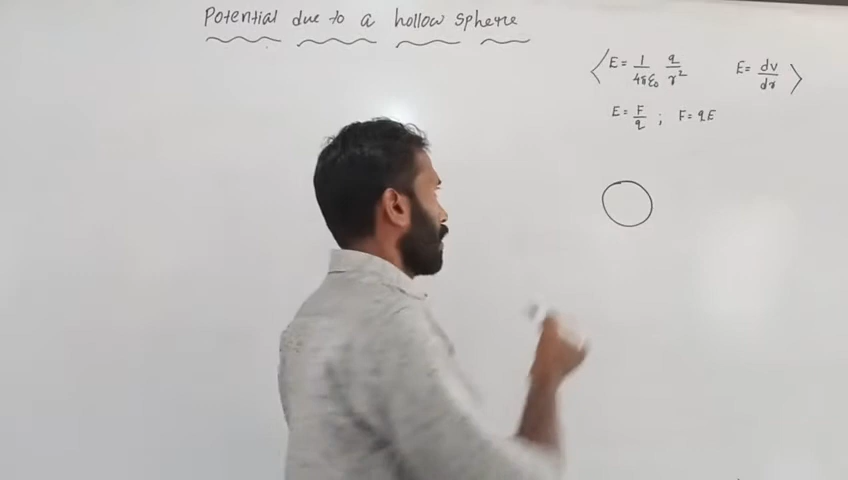 Potential due to a hollow sphere
〈 E = 1/4πε₀ q/r² E = dv/dr 〉
E = F/q ; F = qE